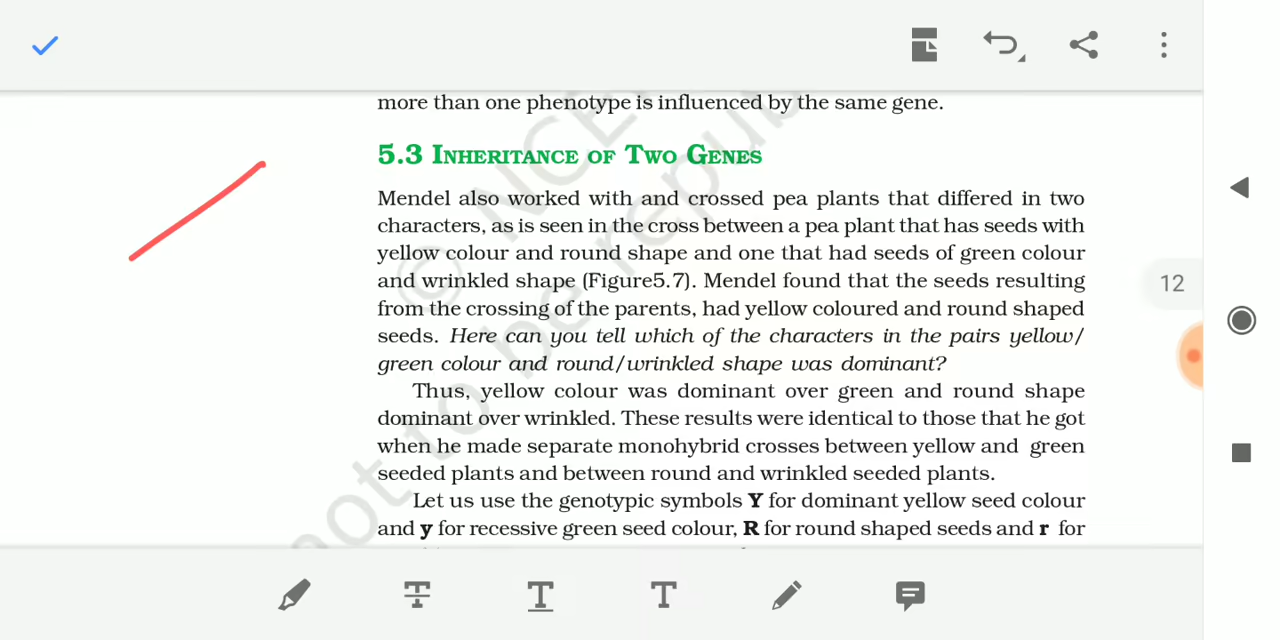 more than one phenotype is influenced by the same gene.
5.3 INHERITANCE OF TWO GENES
Mendel also worked with and crossed pea plants that differed in two
characters, as is seen in the cross between a pea plant that has seeds with
yellow colour and round shape and one that had seeds of green colour
and wrinkled shape (Figure5.7). Mendel found that the seeds resulting
12
from the crossing of the parents, had yellow coloured and round shaped
seeds. Here can you tell which of the characters in the pairs yellow/
green colour and round/wrinkled shape was dominant?
Thus, yellow colour was dominant over green and round shape
dominant over wrinkled. These results were identical to those that he got
when he made separate monohybrid crosses between yellow and green
seeded plants and between round and wrinkled seeded plants.
Let us use the genotypic symbols Y for dominant yellow seed colour
and y for recessive green seed colour, R for round shaped seeds and r for
© NCE
not to be republ